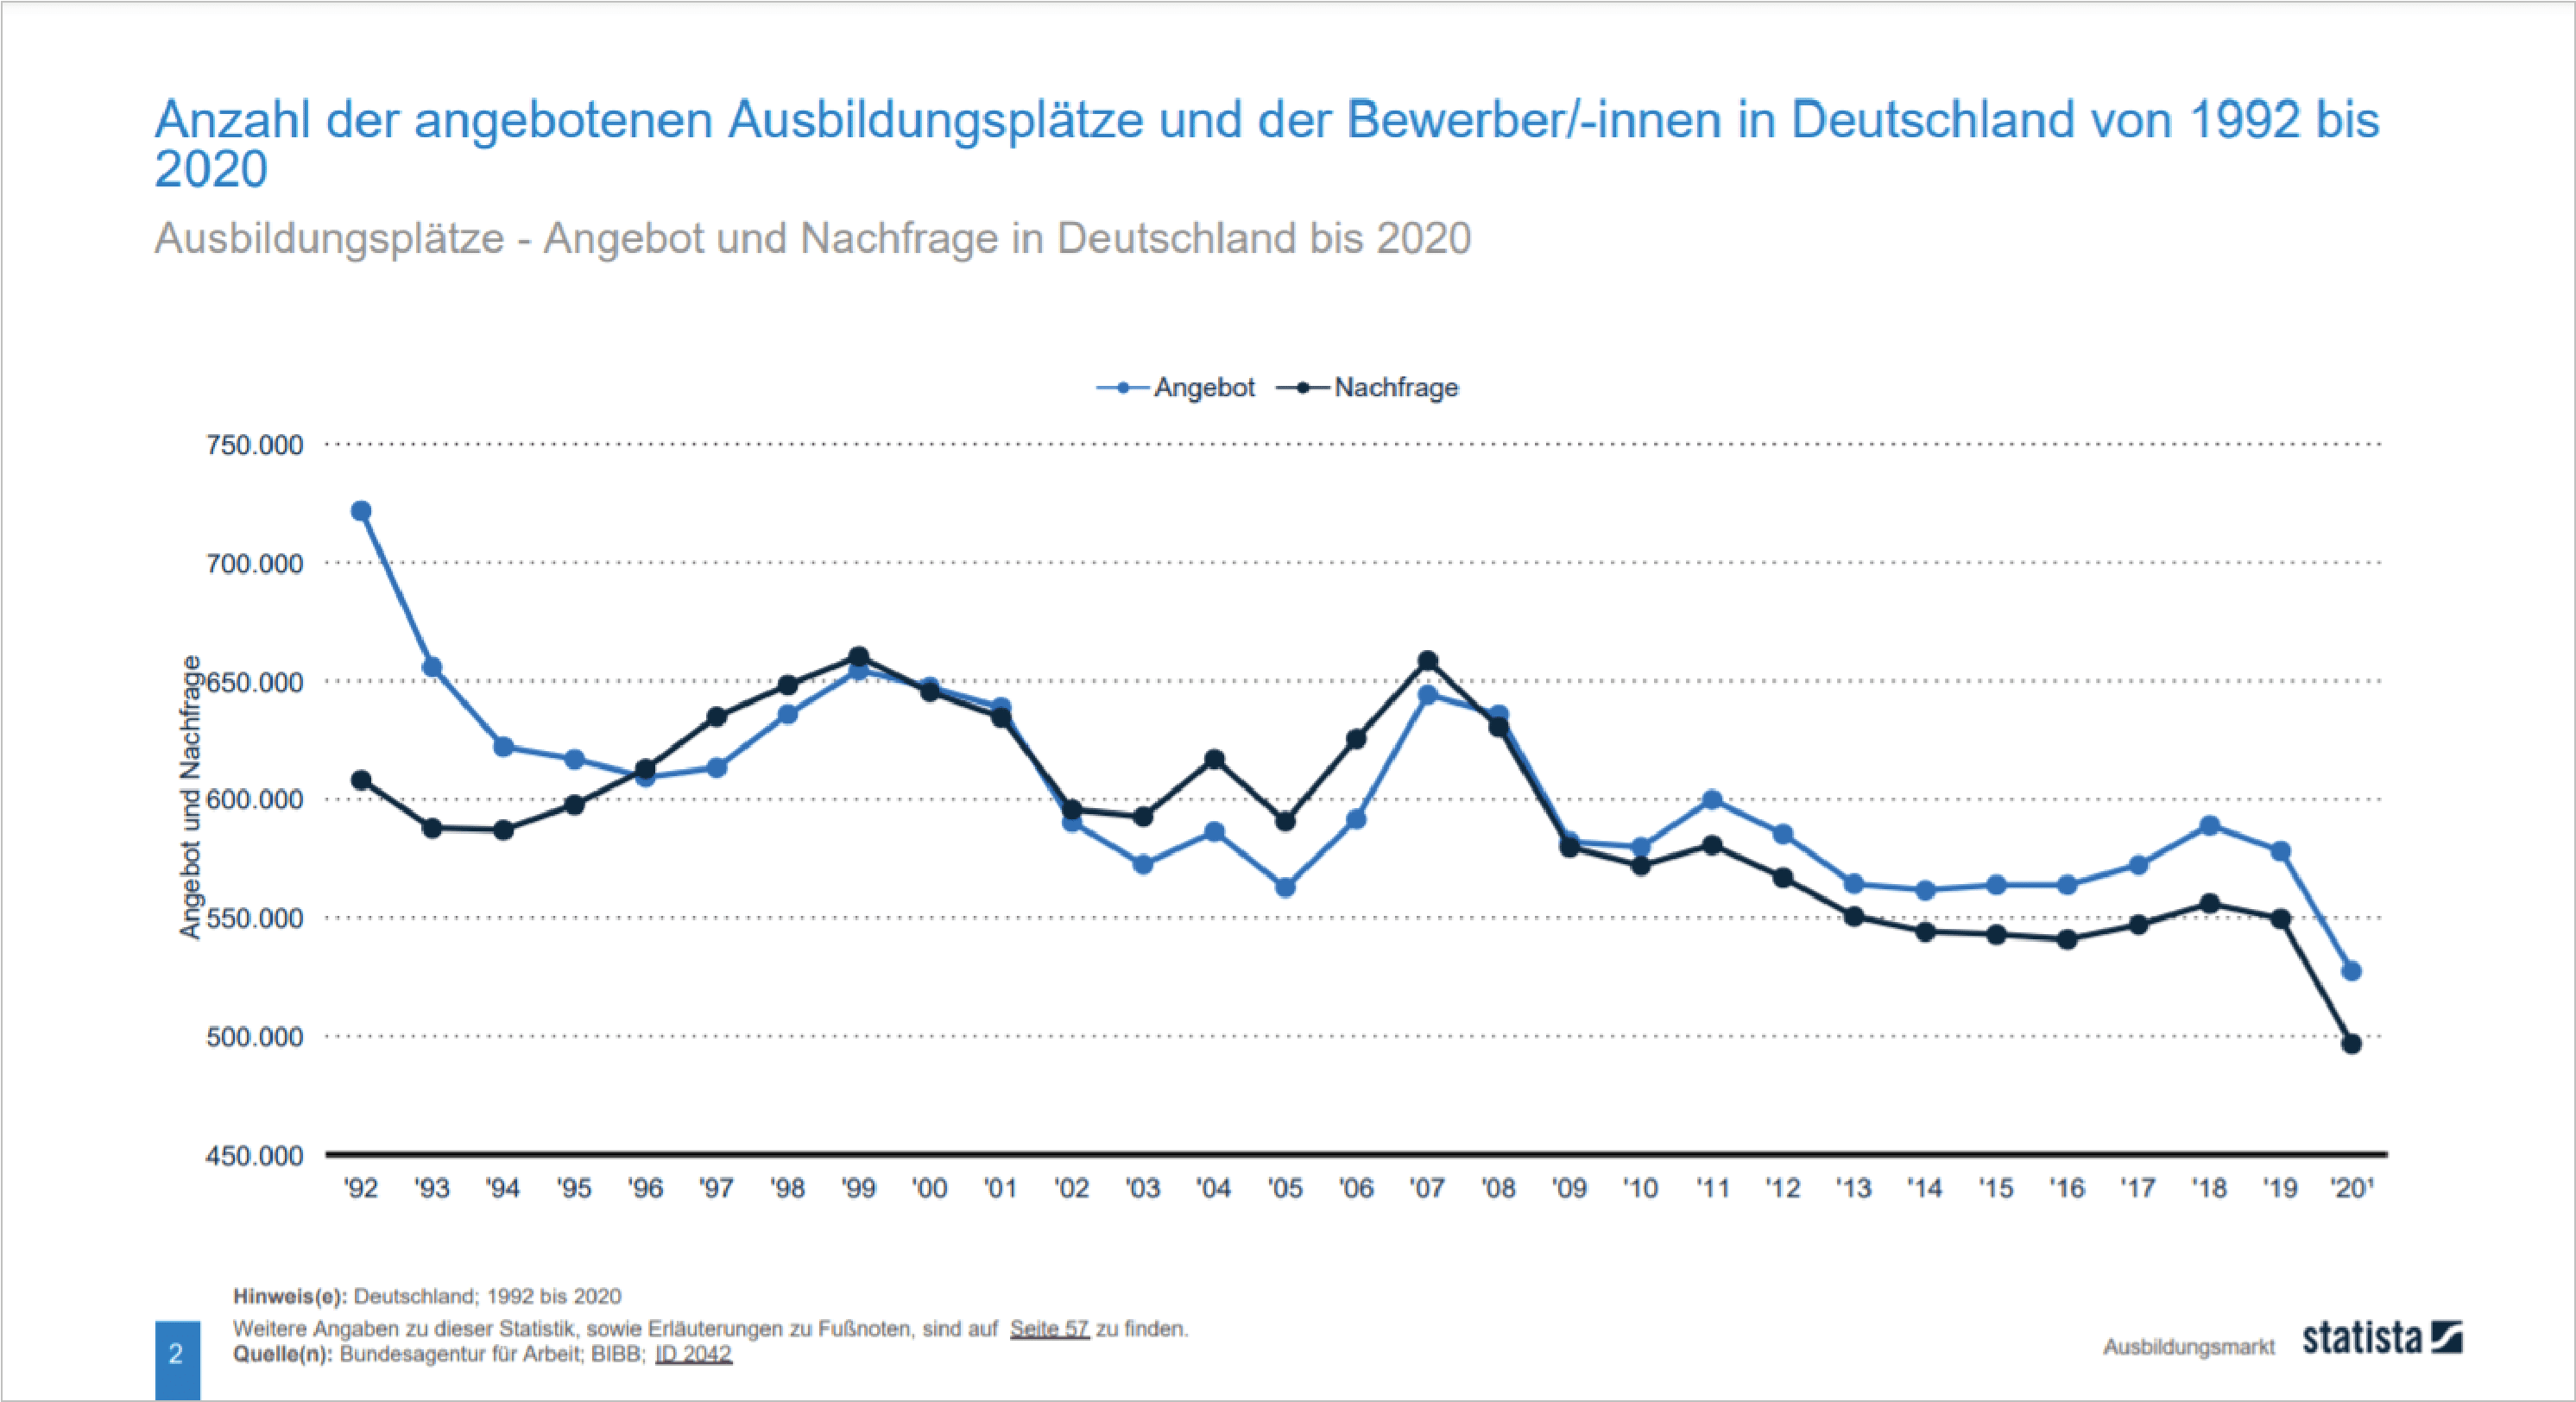 Anzahl der angebotenen Ausbildungsplätze und der Bewerber/-innen in Deutschland von 1992 bis
2020
Ausbildungsplätze - Angebot und Nachfrage in Deutschland bis 2020
Angebot Nachfrage
Angebot und Nachfrage
750.000
700.000
650.000
600.000
550.000
500.000
450.000
'92 '93 '94 '95 '96 '97 '98 '99 '00 '01 '02 '03 '04 '05 '06 '07 '08 '09 '10 '11 '12 '13 '14 '15 '16 '17 '18 '19 '20¹
Hinweis(e): Deutschland; 1992 bis 2020
Weitere Angaben zu dieser Statistik, sowie Erläuterungen zu Fußnoten, sind auf Seite 57 zu finden.
Quelle(n): Bundesagentur für Arbeit; BIBB; ID 2042
2
Ausbildungsmarkt statista